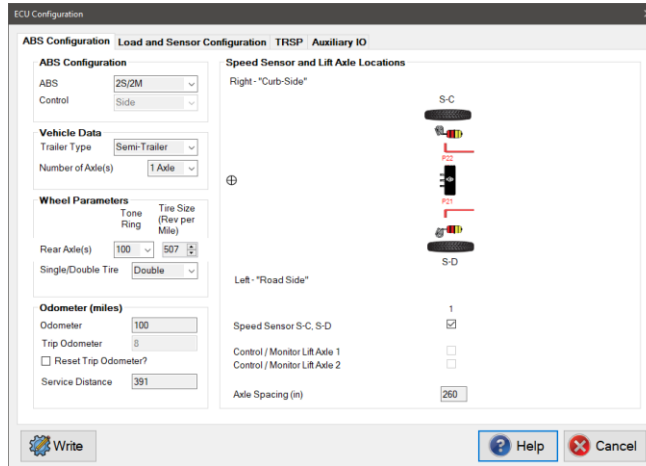 ECU Configuration
ABS Configuration Load and Sensor Configuration TRSP Auxiliary IO
ABS Configuration
ABS 2S/2M
Control Side
Vehicle Data
Trailer Type Semi-Trailer
Number of Axle(s) 1 Axle
Wheel Parameters
Tone Ring
Tire Size (Rev per Mile)
Rear Axle(s) 100 507
Single/Double Tire Double
Odometer (miles)
Odometer 100
Trip Odometer 8
Reset Trip Odometer?
Service Distance 391
Speed Sensor and Lift Axle Locations
Right - "Curb-Side"
S-C
P22
P21
S-D
Left - "Road Side"
1
Speed Sensor S-C, S-D
Control / Monitor Lift Axle 1
Control / Monitor Lift Axle 2
Axle Spacing (in) 260
Write
Help
Cancel